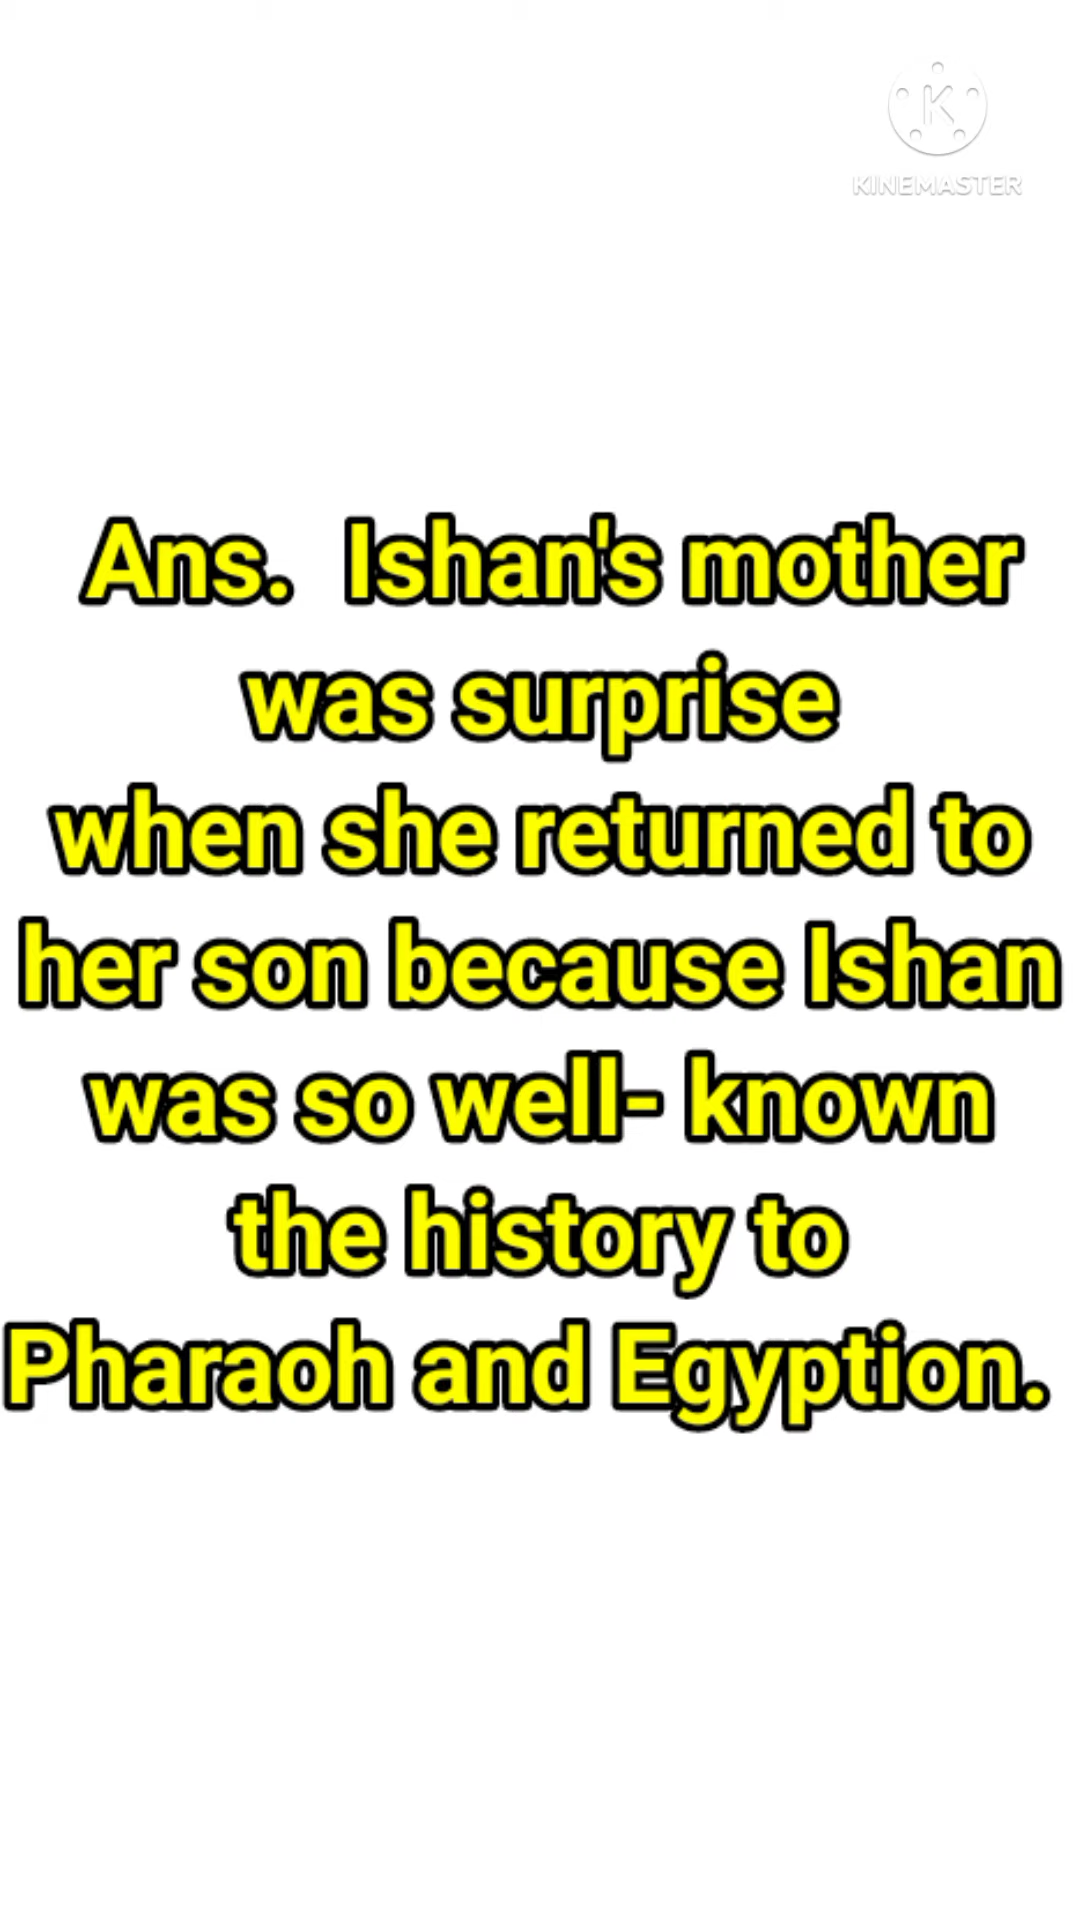 KINEMASTER
Ans. Ishan's mother
was surprise
when she returned to
her son because Ishan
was so well- known
the history to
Pharaoh and Egyption.